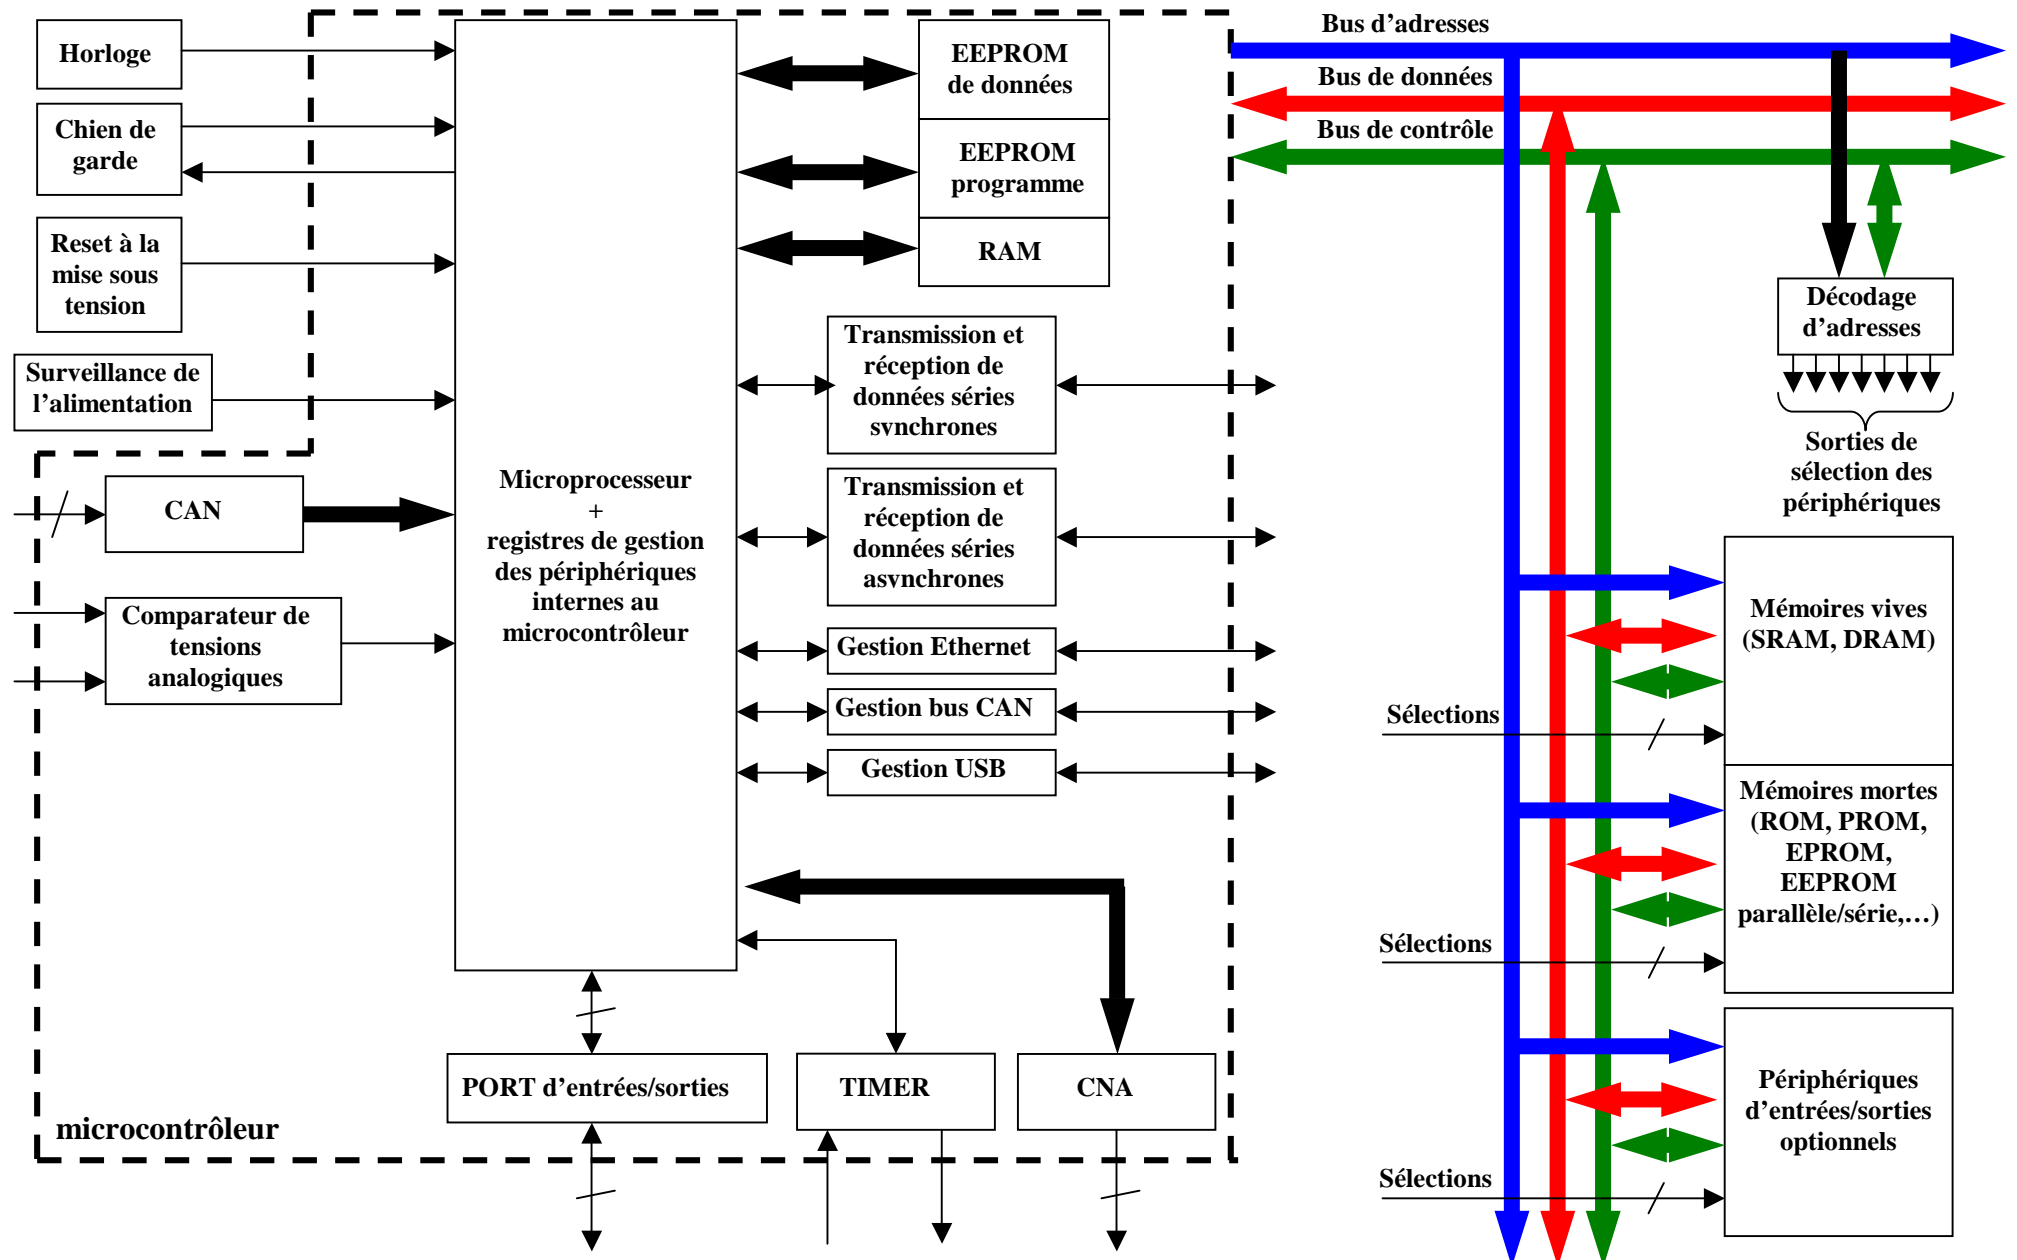 Horloge
Chien de
garde
Reset à la
mise sous
tension
Surveillance de
l’alimentation
CAN
Comparateur de
tensions
analogiques
Microprocesseur
+
registres de gestion
des périphériques
internes au
microcontrôleur
EEPROM
de données
EEPROM
programme
RAM
Transmission et
réception de
données séries
synchrones
Transmission et
réception de
données séries
asynchrones
Gestion Ethernet
Gestion bus CAN
Gestion USB
PORT d’entrées/sorties
TIMER
CNA
microcontrôleur
Bus d’adresses
Bus de données
Bus de contrôle
Décodage
d’adresses
Sorties de
sélection des
périphériques
Mémoires vives
(SRAM, DRAM)
Sélections
Mémoires mortes
(ROM, PROM,
EPROM,
EEPROM
parallèle/série,…)
Sélections
Périphériques
d’entrées/sorties
optionnels
Sélections